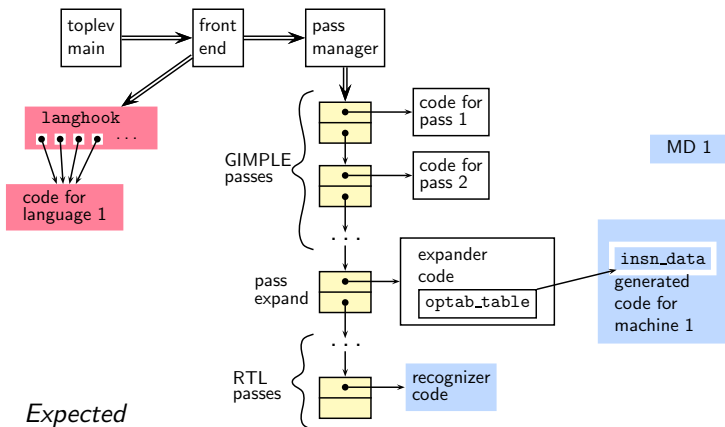 toplev
main
front
end
pass
manager
langhook
. . .
code for
language 1
GIMPLE
passes
code for
pass 1
code for
pass 2
MD 1
. . .
pass
expand
expander
code
optab_table
insn_data
generated
code for
machine 1
. . .
RTL
passes
recognizer
code
Expected